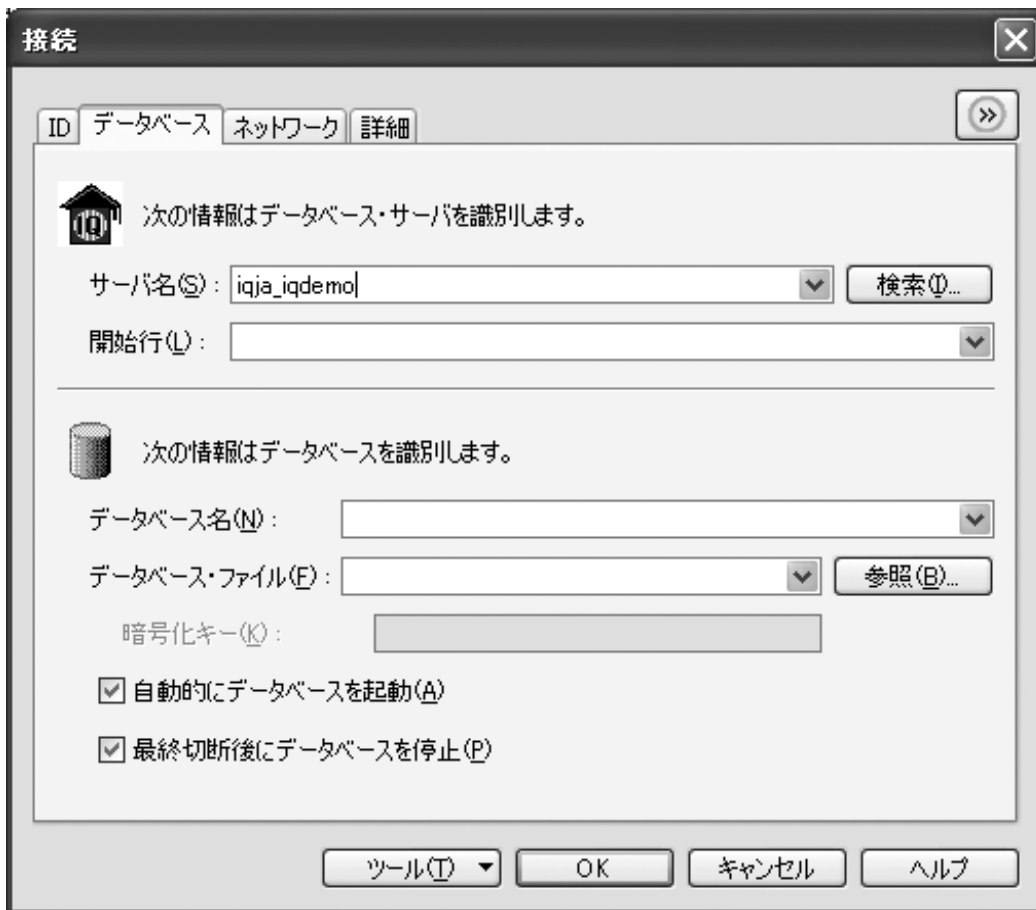 接続
ID データベース ネットワーク 詳細
IQ
次の情報はデータベース・サーバを識別します。
サーバ名(S) : iqja_iqdemo 検索(I)...
開始行(L) :
次の情報はデータベースを識別します。
データベース名(N) :
データベース・ファイル(F) : 参照(B)...
暗号化キー(K) :
自動的にデータベースを起動(A)
最終切断後にデータベースを停止(P)
ツール(T) OK キャンセル ヘルプ